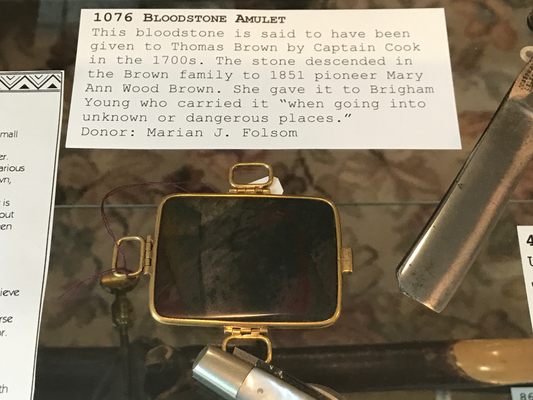 1076 BLOODSTONE AMULET
This bloodstone is said to have been
given to Thomas Brown by Captain Cook
in the 1700s. The stone descended in
the Brown family to 1851 pioneer Mary
Ann Wood Brown. She gave it to Brigham
Young who carried it “when going into
unknown or dangerous places.”
Donor: Marian J. Folsom